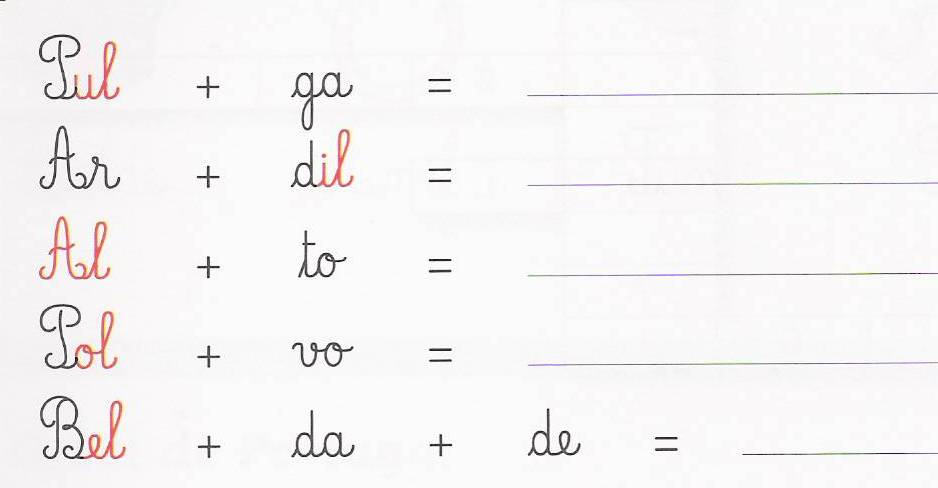 Pul + ga =
Ar + dil =
Al + to =
Pol + vo =
Bel + da + de =